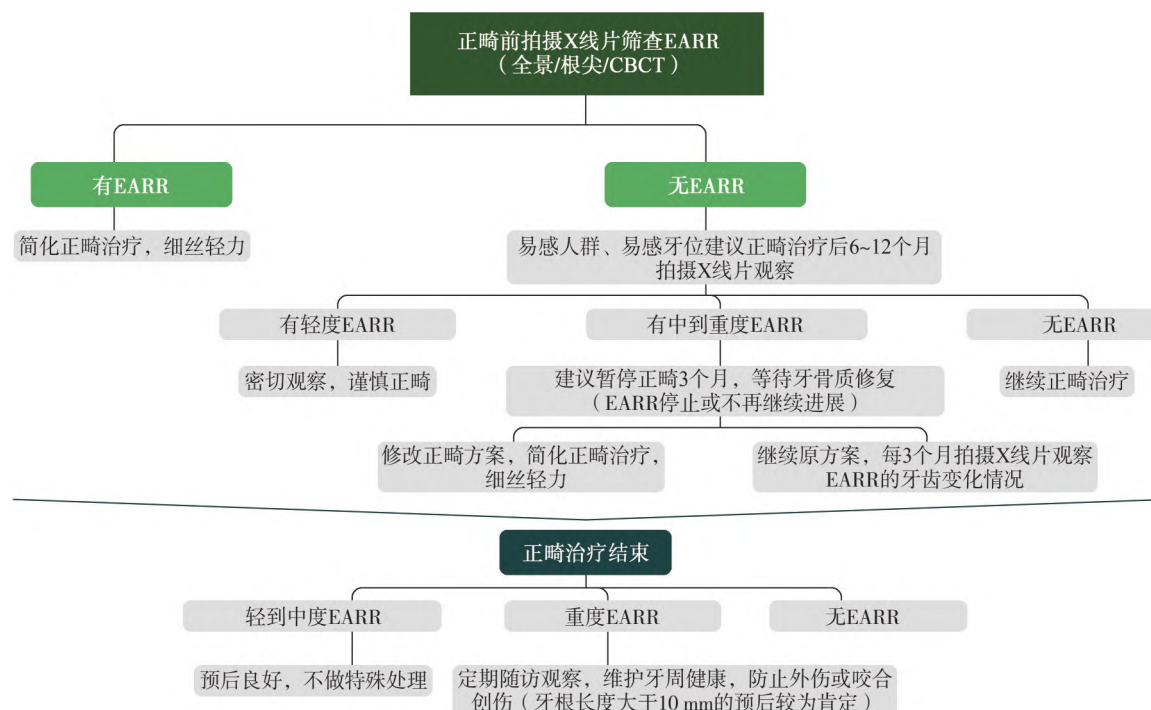 正畸前拍摄X线片筛查EARR
（全景/根尖/CBCT）
有EARR
无EARR
简化正畸治疗，细丝轻力
易感人群、易感牙位建议正畸治疗后6~12个月
拍摄X线片观察
有轻度EARR
有中到重度EARR
无EARR
密切观察，谨慎正畸
建议暂停正畸3个月，等待牙骨质修复
（EARR停止或不再继续进展）
继续正畸治疗
修改正畸方案，简化正畸治疗，
细丝轻力
继续原方案，每3个月拍摄X线片观察
EARR的牙齿变化情况
正畸治疗结束
轻到中度EARR
重度EARR
无EARR
预后良好，不做特殊处理
定期随访观察，维护牙周健康，防止外伤或咬合
创伤（牙根长度大于10 mm的预后较为肯定）